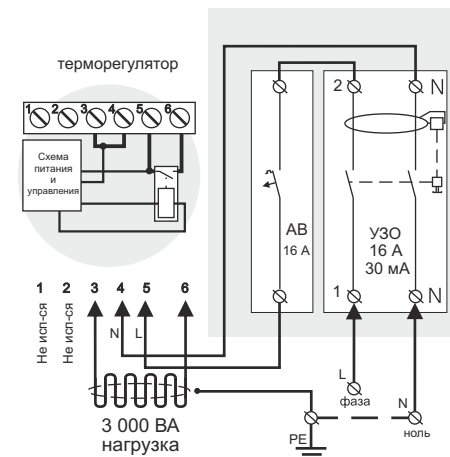 терморегулятор
1 2 3 4 5 6
Схема
питания
и
управления
2
N
АВ
16 А
УЗО
16 А
30 мА
1
N
1 2 3 4 5 6
Не исп-ся
Не исп-ся
N
L
L
фаза
N
ноль
PE
3 000 ВА
нагрузка